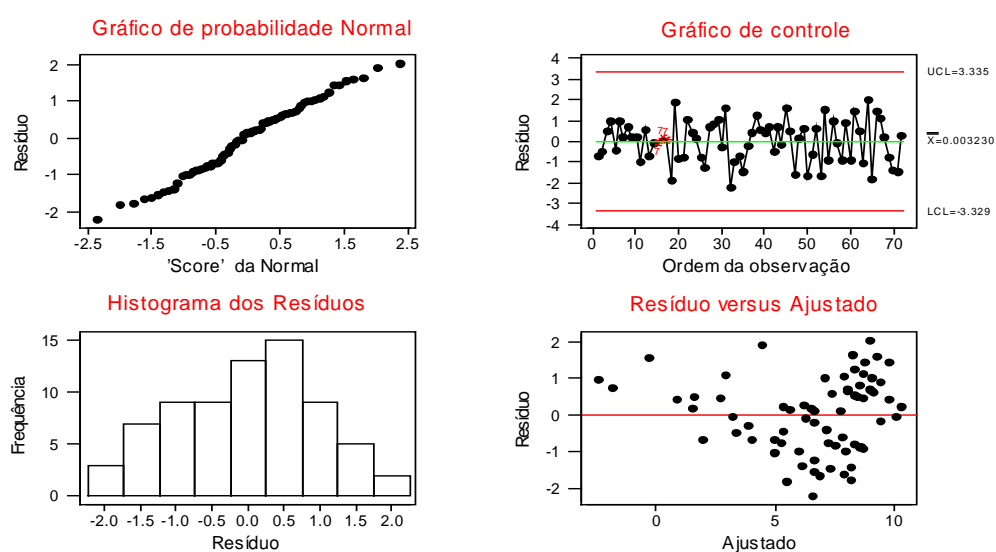 Gráfico de probabilidade Normal
Resíduo
2
1
0
-1
-2
-2.5 -1.5 -0.5 0.5 1.5 2.5
'Score' da Normal
Gráfico de controle
Resíduo
4
3
2
1
0
-1
-2
-3
-4
7 7
7
7
UCL=3.335
X=0.003230
LCL=-3.329
0 10 20 30 40 50 60 70
Ordem da observação
Histograma dos Resíduos
Frequência
15
10
5
0
-2.0 -1.5 -1.0 -0.5 0.0 0.5 1.0 1.5 2.0
Resíduo
Resíduo versus Ajustado
Resíduo
2
1
0
-1
-2
0 5 10
Ajustado